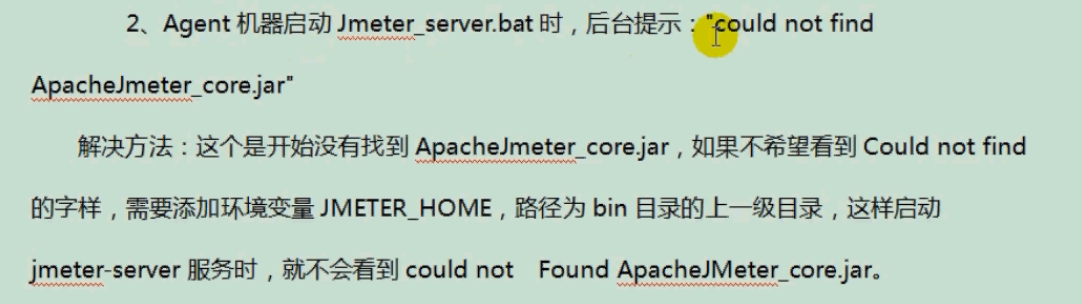 2、Agent 机器启动 Jmeter_server.bat 时，后台提示："could not find
ApacheJmeter_core.jar"
解决方法：这个是开始没有找到 ApacheJmeter_core.jar，如果不希望看到 Could not find
的字样，需要添加环境变量 JMETER_HOME，路径为 bin 目录的上一级目录，这样启动
jmeter-server 服务时，就不会看到 could not Found ApacheJMeter_core.jar。